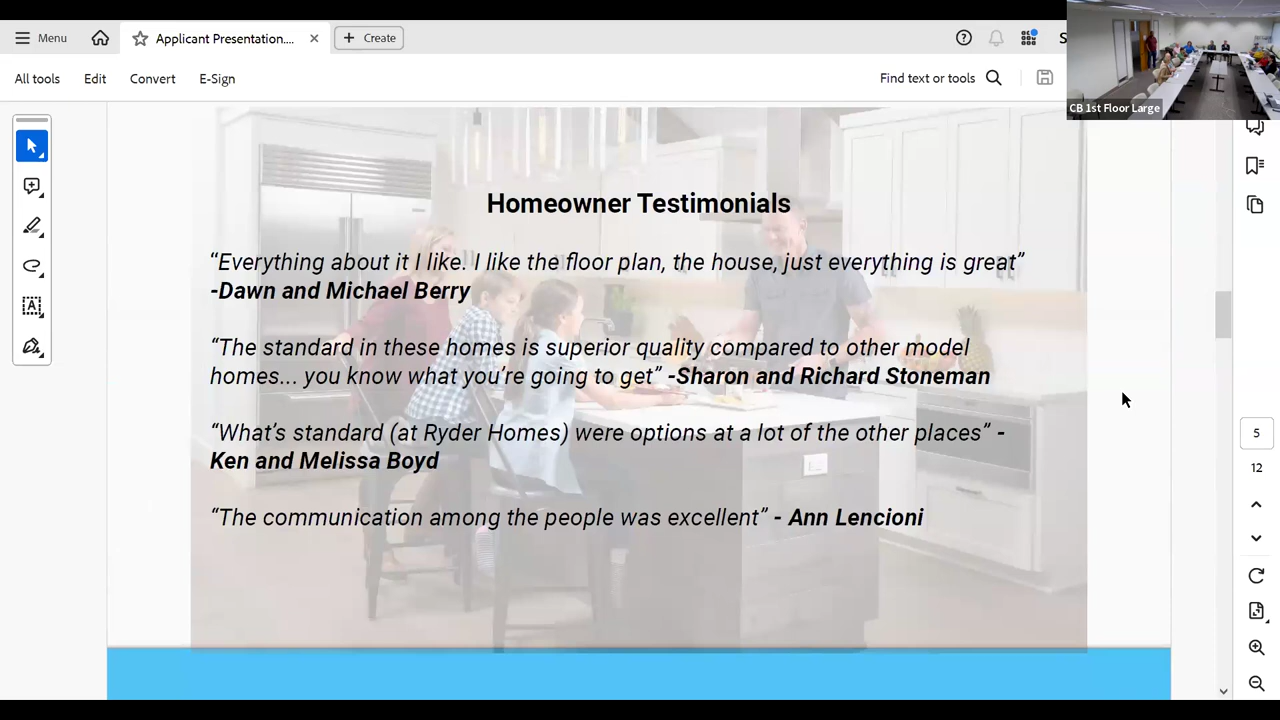 Menu
Applicant Presentation....
Create
CB 1st Floor Large
All tools
Edit
Convert
E-Sign
Find text or tools
Homeowner Testimonials
“Everything about it I like. I like the floor plan, the house, just everything is great”
-Dawn and Michael Berry
“The standard in these homes is superior quality compared to other model
homes... you know what you’re going to get” -Sharon and Richard Stoneman
“What’s standard (at Ryder Homes) were options at a lot of the other places” -
Ken and Melissa Boyd
“The communication among the people was excellent” - Ann Lencioni
5
12